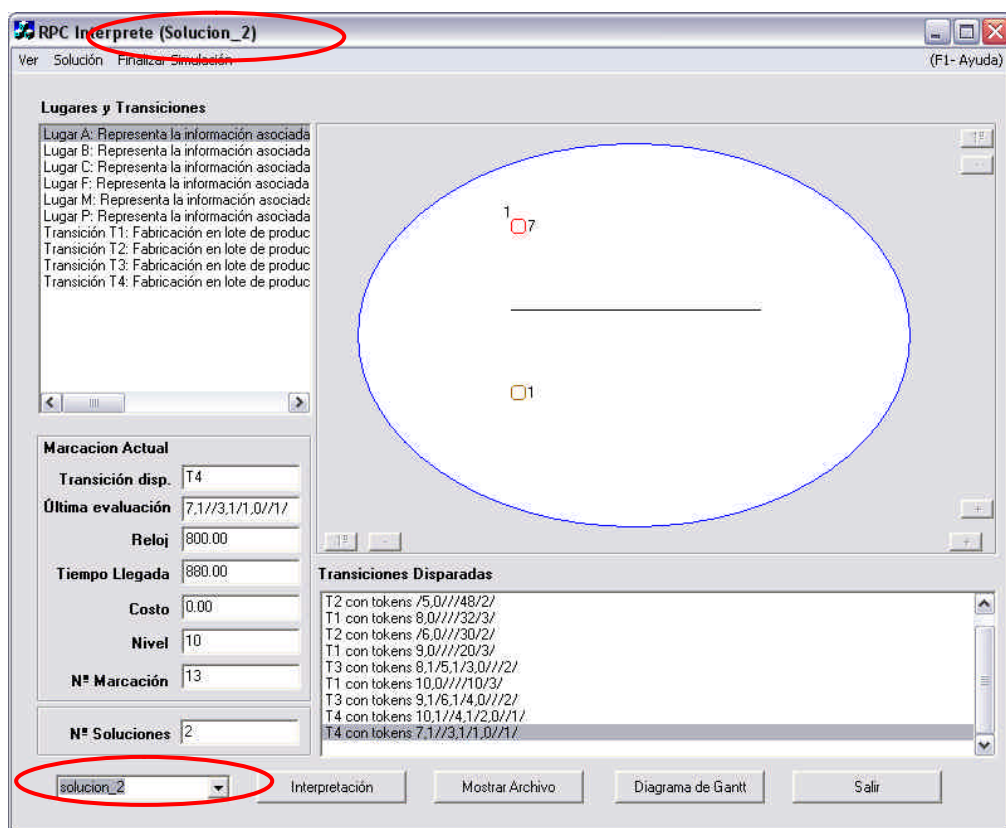 RPC Interprete (Solucion_2)
Ver Solución Finalizar Simulación (F1- Ayuda)
Lugares y Transiciones
Lugar A: Representa la información asociada
Lugar B: Representa la información asociada
Lugar C: Representa la información asociada
Lugar F: Representa la información asociada
Lugar M: Representa la información asociada
Lugar P: Representa la información asociada
Transición T1: Fabricación en lote de produc
Transición T2: Fabricación en lote de produc
Transición T3: Fabricación en lote de produc
Transición T4: Fabricación en lote de produc
1
7
1
Marcacion Actual
Transición disp. T4
Última evaluación 7,1//3,1/1,0//1/
Reloj 800.00
Tiempo Llegada 880.00
Costo 0.00
Nivel 10
Nº Marcación 13
Nº Soluciones 2
Transiciones Disparadas
T2 con tokens /5,0///48/2/
T1 con tokens 8,0////32/3/
T2 con tokens /6,0///30/2/
T1 con tokens 9,0////20/3/
T3 con tokens 8,1/5,1/3,0///2/
T1 con tokens 10,0////10/3/
T3 con tokens 9,1/6,1/4,0///2/
T4 con tokens 10,1//4,1/2,0//1/
T4 con tokens 7,1//3,1/1,0//1/
solucion_2 Interpretación Mostrar Archivo Diagrama de Gantt Salir